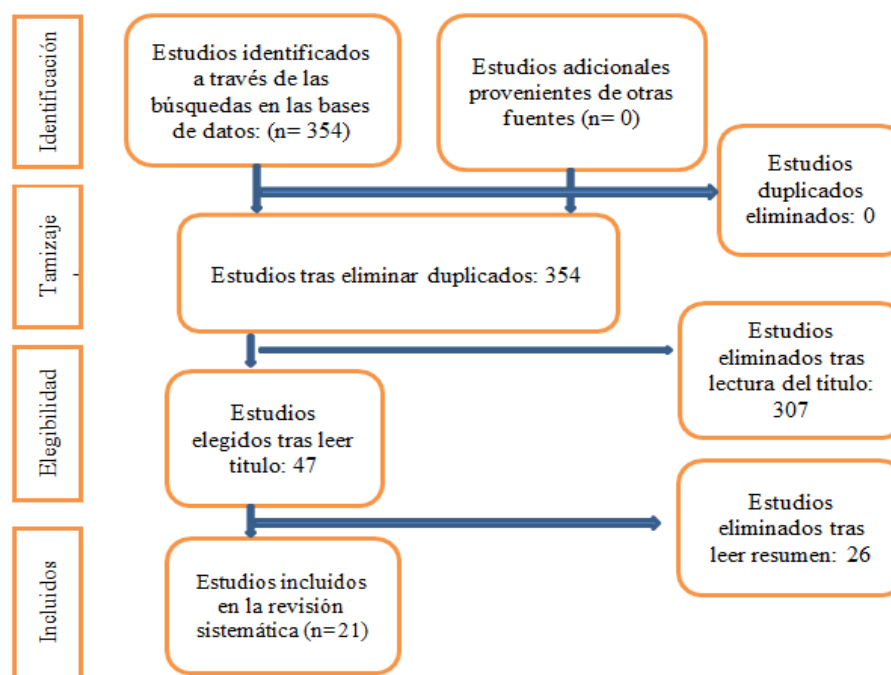 Identificación
Estudios identificados
a través de las
búsquedas en las bases
de datos: (n= 354)
Estudios adicionales
provenientes de otras
fuentes (n= 0)
Estudios
duplicados
eliminados: 0
Tamizaje
Estudios tras eliminar duplicados: 354
Estudios
eliminados tras
lectura del título:
307
Elegibilidad
Estudios
elegidos tras leer
titulo: 47
Estudios
eliminados tras
leer resumen: 26
Incluidos
Estudios incluidos
en la revisión
sistemática (n=21)